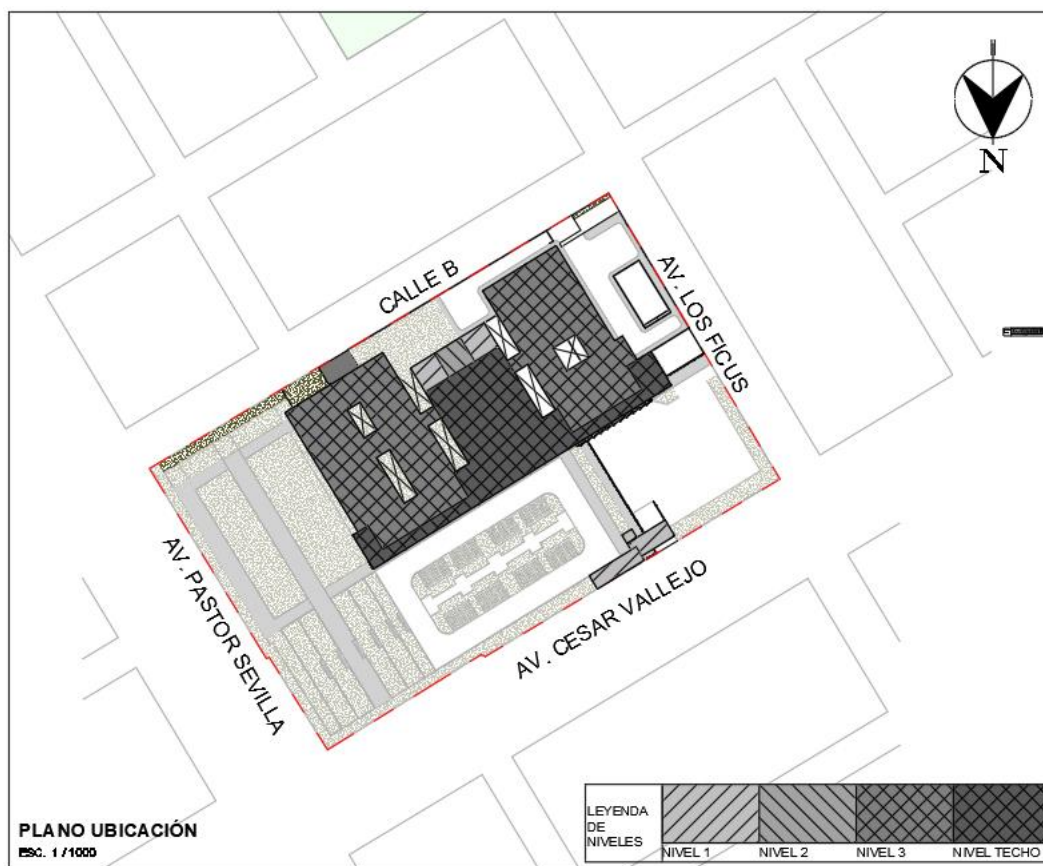 N
CALLE B
AV. LOS FICUS
AV. PASTOR SEVILLA
AV. CESAR VALLEJO
PLANO UBICACIÓN
ESC. 1 / 1000
LEYENDA
DE
NIVELES
NIVEL 1
NIVEL 2
NIVEL 3
NIVEL TECHO